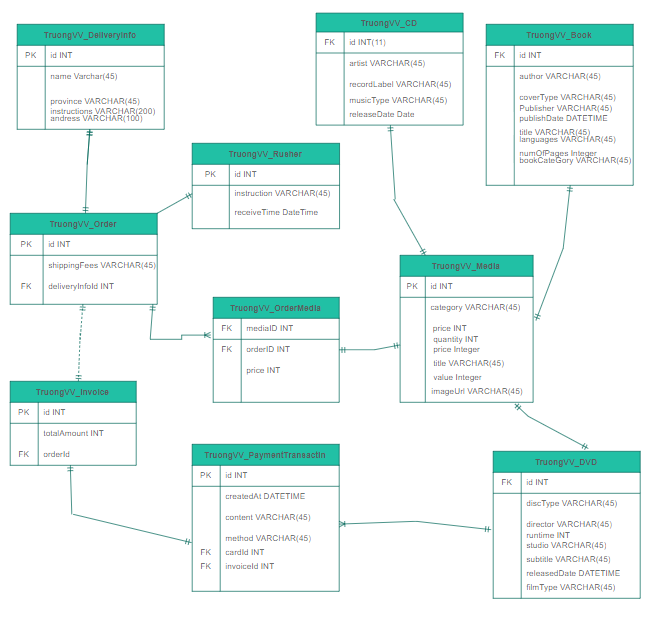 TruongVV_DeliveryInfo
PK id INT
name Varchar(45)
province VARCHAR(45)
instructions VARCHAR(200)
andress VARCHAR(100)
TruongVV_CD
FK id INT(11)
artist VARCHAR(45)
recordLabel VARCHAR(45)
musicType VARCHAR(45)
releaseDate Date
TruongVV_Book
FK id INT
author VARCHAR(45)
coverType VARCHAR(45)
Publisher VARCHAR(45)
publishDate DATETIME
title VARCHAR(45)
languages VARCHAR(45)
numOfPages Integer
bookCateGory VARCHAR(45)
TruongVV_Rusher
PK id INT
instruction VARCHAR(45)
receiveTime DateTime
TruongVV_Order
PK id INT
shippingFees VARCHAR(45)
FK deliveryInfoId INT
TruongVV_OrderMedia
FK mediaID INT
FK orderID INT
price INT
TruongVV_Media
PK id INT
category VARCHAR(45)
price INT
quantity INT
price Integer
title VARCHAR(45)
value Integer
imageUrl VARCHAR(45)
TruongVV_Invoice
PK id INT
totalAmount INT
FK orderId
TruongVV_PaymentTransactin
PK id INT
createdAt DATETIME
content VARCHAR(45)
method VARCHAR(45)
FK cardId INT
FK invoiceId INT
TruongVV_DVD
FK id INT
discType VARCHAR(45)
director VARCHAR(45)
runtime INT
studio VARCHAR(45)
subtitle VARCHAR(45)
releasedDate DATETIME
filmType VARCHAR(45)